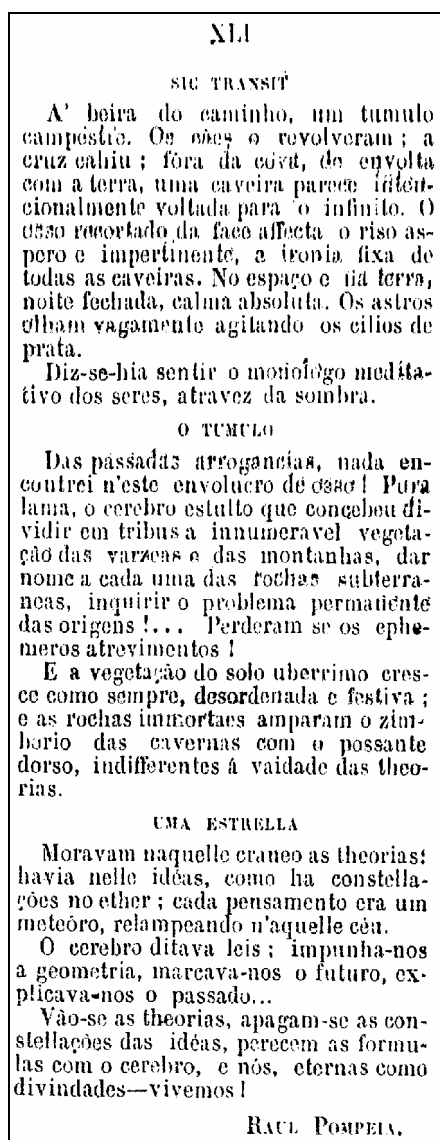 XLI
SIC TRANSIT
A' beira do caminho, um tumulo
campéstre. Os cães o revolveram ; a
cruz cahiu ; fóra da cova, de envolta
com a terra, uma caveira parece inten-
cionalmente voltada para o infinito. O
osso recortado da face affecta o riso as-
pero e impertinente, a ironia fixa de
todas as caveiras. No espaço e na terra,
noite fechada, calma absoluta. Os astros
olham vagamente agitando os cilios de
prata.
Diz-se-hia sentir o monologo medita-
tivo dos seres, atravez da sombra.
O TUMULO
Das passadas arrogancias, nada en-
contrei n'este envolucro de osso ! Pura
lama, o cerebro estulto que concebeu di-
vidir em tribus a innumeravel vegeta-
ção das varzeas e das montanhas, dar
nome a cada uma das rochas subterra-
neas, inquirir o problema permanente
das origens !... Perderam se os ephe-
meros atrevimentos !
E a vegetação do solo uberrimo cres-
ce como sempre, desordenada e festiva ;
e as rochas immortaes amparam o zim-
borio das cavernas com o possante
dorso, indifferentes á vaidade das theo-
rias.
UMA ESTRELLA
Moravam naquelle craneo as theorias:
havia nelle idéas, como ha constella-
ções no ether ; cada pensamento era um
meteóro, relampeando n'aquelle céu.
O cerebro ditava leis ; impunha-nos
a geometria, marcava-nos o futuro, ex-
plicava-nos o passado...
Vão-se as theorias, apagam-se as con-
stellações das idéas, perecem as formu-
las com o cerebro, e nós, eternas como
divindades—vivemos !
RAUL POMPEIA.